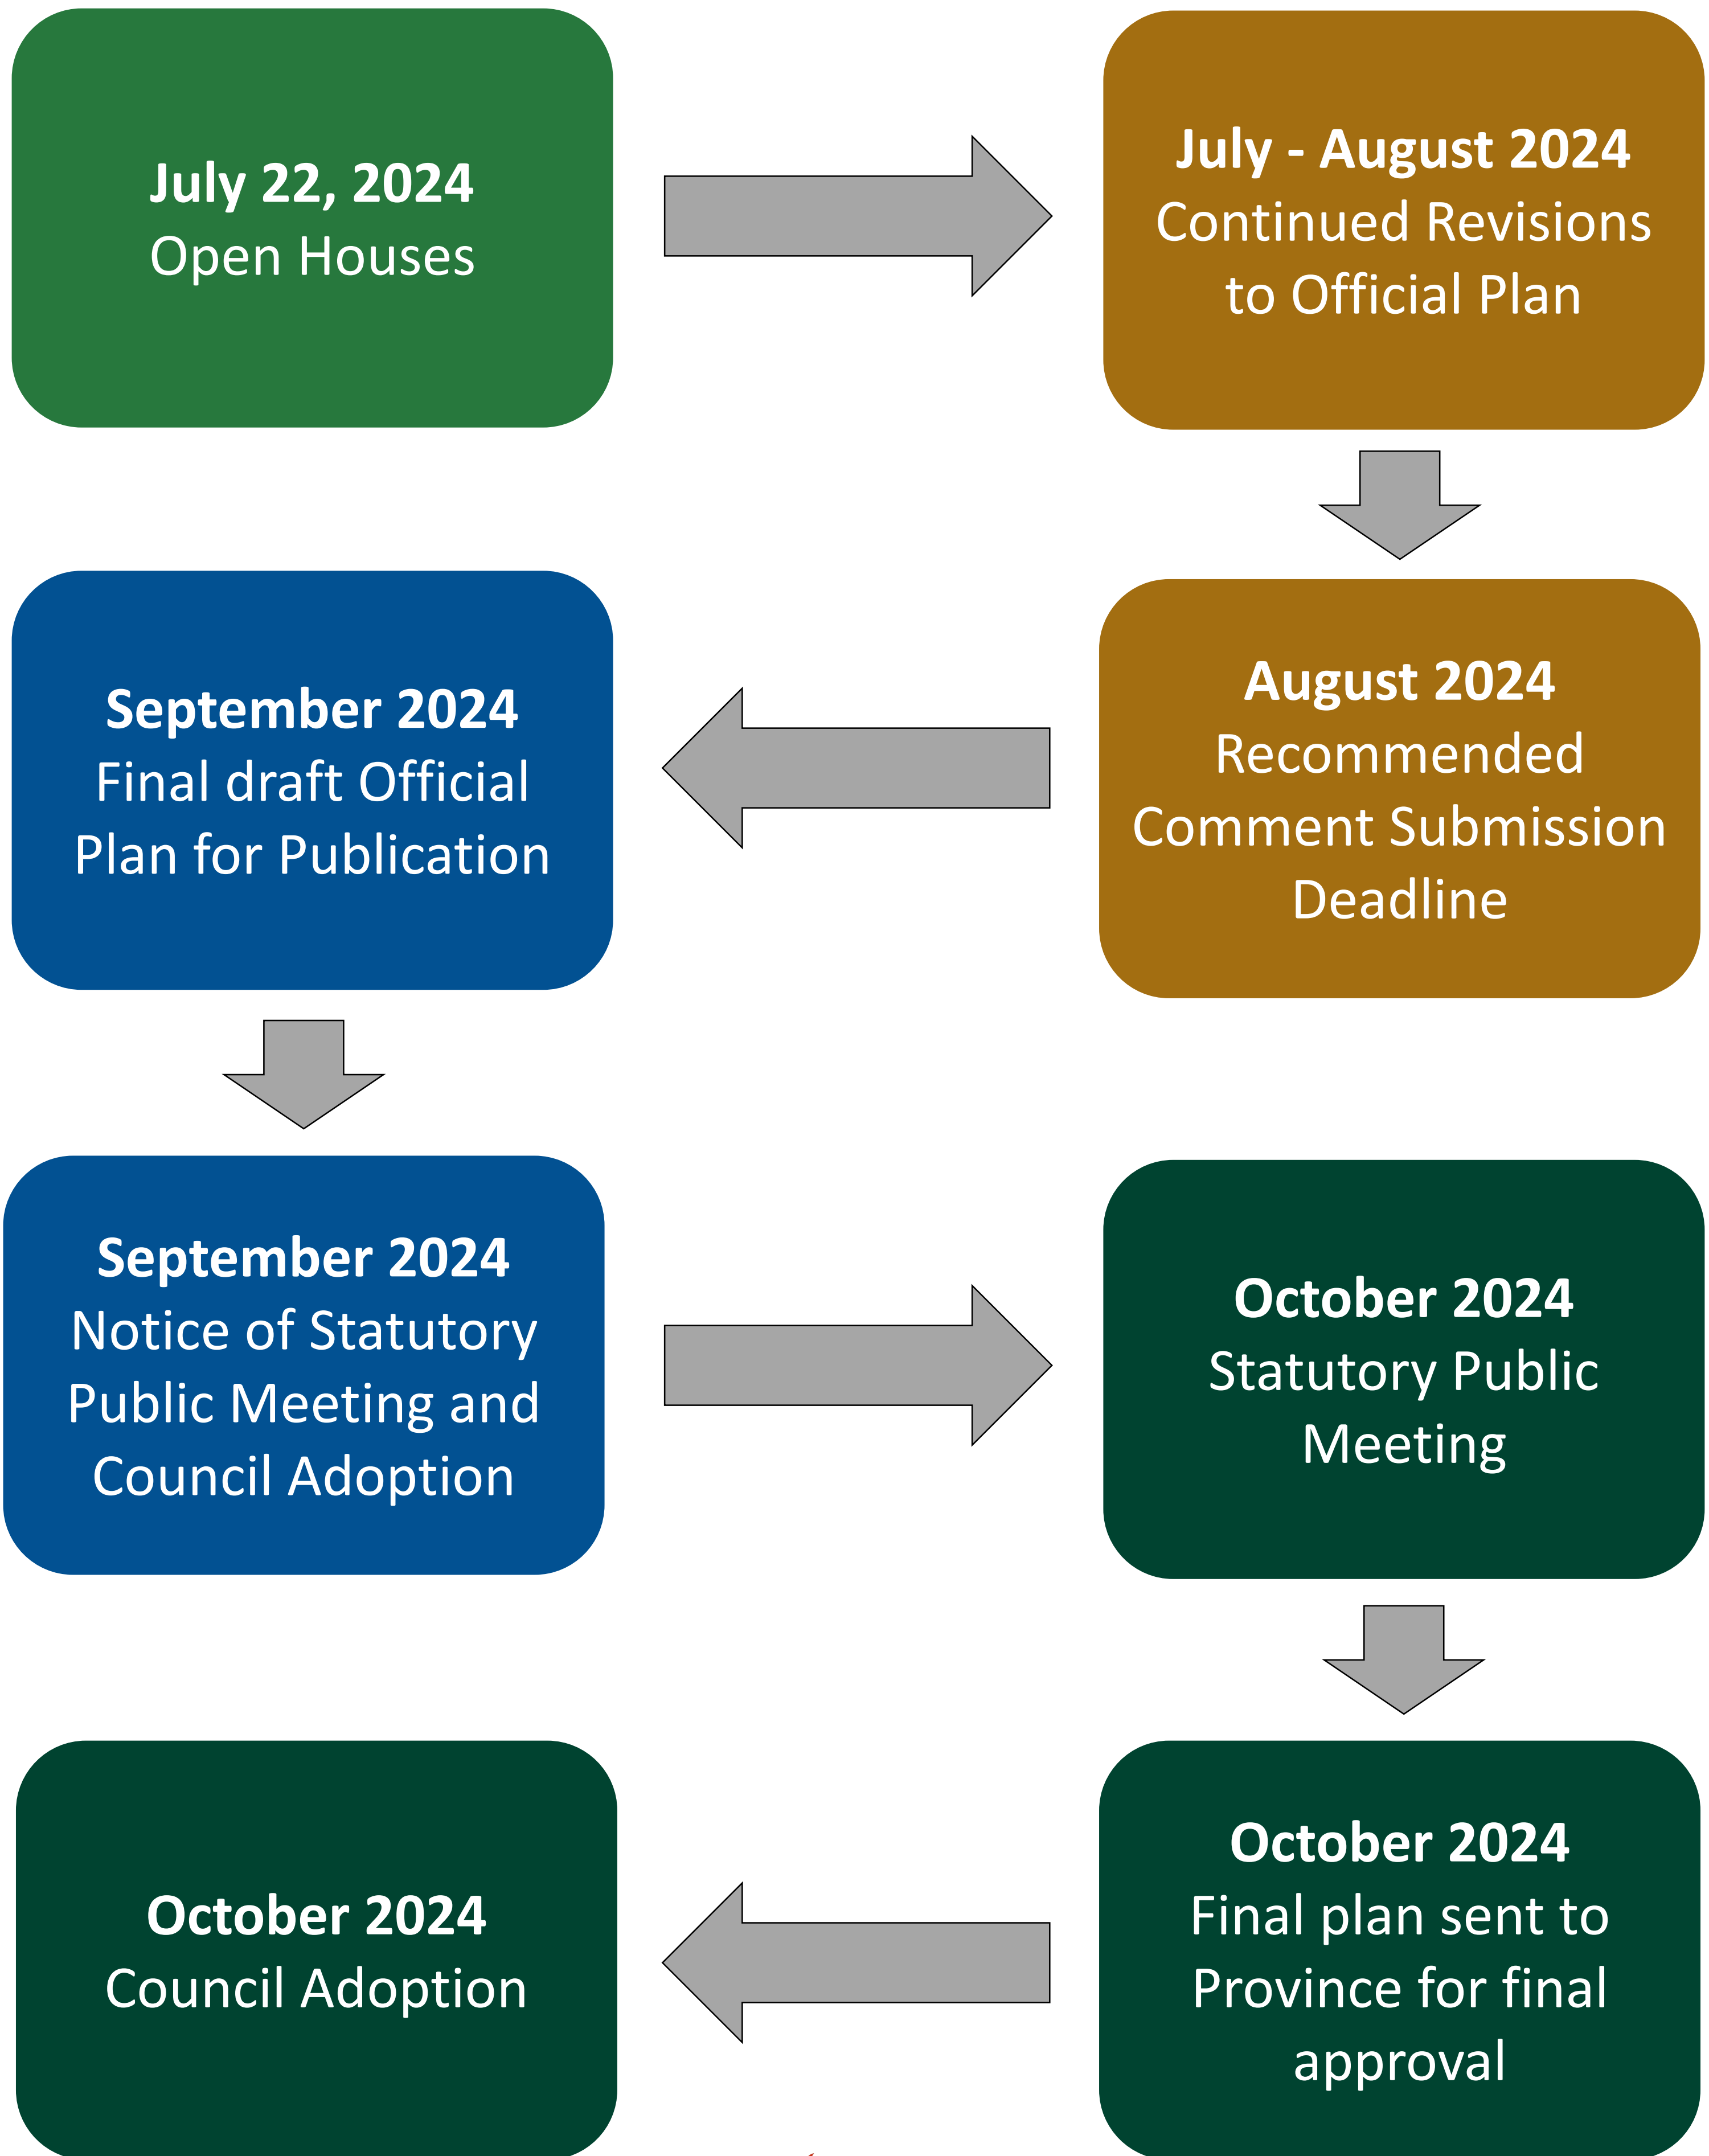 July 22, 2024
Open Houses
July - August 2024
Continued Revisions
to Official Plan
August 2024
Recommended
Comment Submission
Deadline
September 2024
Final draft Official
Plan for Publication
September 2024
Notice of Statutory
Public Meeting and
Council Adoption
October 2024
Statutory Public
Meeting
October 2024
Final plan sent to
Province for final
approval
October 2024
Council Adoption